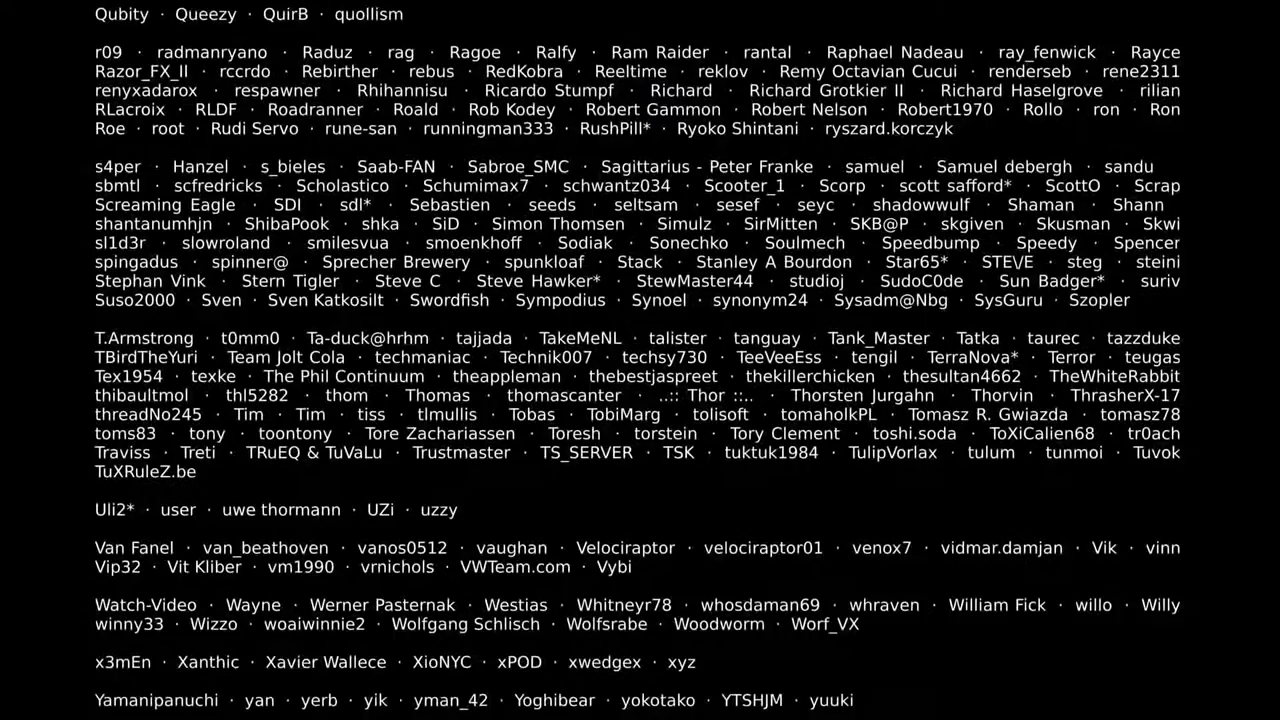 Qubity · Queezy · QuirB · quollism
r09 · radmanryano · Raduz · rag · Ragoe · Ralfy · Ram Raider · rantal · Raphael Nadeau · ray_fenwick · Rayce
Razor_FX_II · rccrdo · Rebirther · rebus · RedKobra · Reeltime · reklov · Remy Octavian Cucui · renderseb · rene2311
renyxadarox · respawner · Rhihannisu · Ricardo Stumpf · Richard · Richard Grotkier II · Richard Haselgrove · rilian
RLacroix · RLDF · Roadranner · Roald · Rob Kodey · Robert Gammon · Robert Nelson · Robert1970 · Rollo · ron · Ron
Roe · root · Rudi Servo · rune-san · runningman333 · RushPill* · Ryoko Shintani · ryszard.korczyk
s4per · Hanzel · s_bieles · Saab-FAN · Sabroe_SMC · Sagittarius - Peter Franke · samuel · Samuel debergh · sandu
sbmtl · scfredricks · Scholastico · Schumimax7 · schwantz034 · Scooter_1 · Scorp · scott safford* · ScottO · Scrap
Screaming Eagle · SDI · sdl* · Sebastien · seeds · seltsam · sesef · seyc · shadowwulf · Shaman · Shann
shantanumhjn · ShibaPook · shka · SiD · Simon Thomsen · Simulz · SirMitten · SKB@P · skgiven · Skusman · Skwi
sl1d3r · slowroland · smilesvua · smoenkhoff · Sodiak · Sonechko · Soulmech · Speedbump · Speedy · Spencer
spingadus · spinner@ · Sprecher Brewery · spunkloaf · Stack · Stanley A Bourdon · Star65* · STE\/E · steg · steini
Stephan Vink · Stern Tigler · Steve C · Steve Hawker* · StewMaster44 · studioj · SudoC0de · Sun Badger* · suriv
Suso2000 · Sven · Sven Katkosilt · Swordfish · Sympodius · Synoel · synonym24 · Sysadm@Nbg · SysGuru · Szopler
T.Armstrong · t0mm0 · Ta-duck@hrhm · tajjada · TakeMeNL · talister · tanguay · Tank_Master · Tatka · taurec · tazzduke
TBirdTheYuri · Team Jolt Cola · techmaniac · Technik007 · techsy730 · TeeVeeEss · tengil · TerraNova* · Terror · teugas
Tex1954 · texke · The Phil Continuum · theappleman · thebestjaspreet · thekillerchicken · thesultan4662 · TheWhiteRabbit
thibaultmol · thl5282 · thom · Thomas · thomascanter · ..:: Thor ::.. · Thorsten Jurgahn · Thorvin · ThrasherX-17
threadNo245 · Tim · Tim · tiss · tlmullis · Tobas · TobiMarg · tolisoft · tomaholkPL · Tomasz R. Gwiazda · tomasz78
toms83 · tony · toontony · Tore Zachariassen · Toresh · torstein · Tory Clement · toshi.soda · ToXiCalien68 · tr0ach
Traviss · Treti · TRuEQ & TuVaLu · Trustmaster · TS_SERVER · TSK · tuktuk1984 · TulipVorlax · tulum · tunmoi · Tuvok
TuXRuleZ.be
Uli2* · user · uwe thormann · UZi · uzzy
Van Fanel · van_beathoven · vanos0512 · vaughan · Velociraptor · velociraptor01 · venox7 · vidmar.damjan · Vik · vinn
Vip32 · Vit Kliber · vm1990 · vrnichols · VWTeam.com · Vybi
Watch-Video · Wayne · Werner Pasternak · Westias · Whitneyr78 · whosdaman69 · whraven · William Fick · willo · Willy
winny33 · Wizzo · woaiwinnie2 · Wolfgang Schlisch · Wolfsrabe · Woodworm · Worf_VX
x3mEn · Xanthic · Xavier Wallece · XioNYC · xPOD · xwedgex · xyz
Yamanipanuchi · yan · yerb · yik · yman_42 · Yoghibear · yokotako · YTSHJM · yuuki